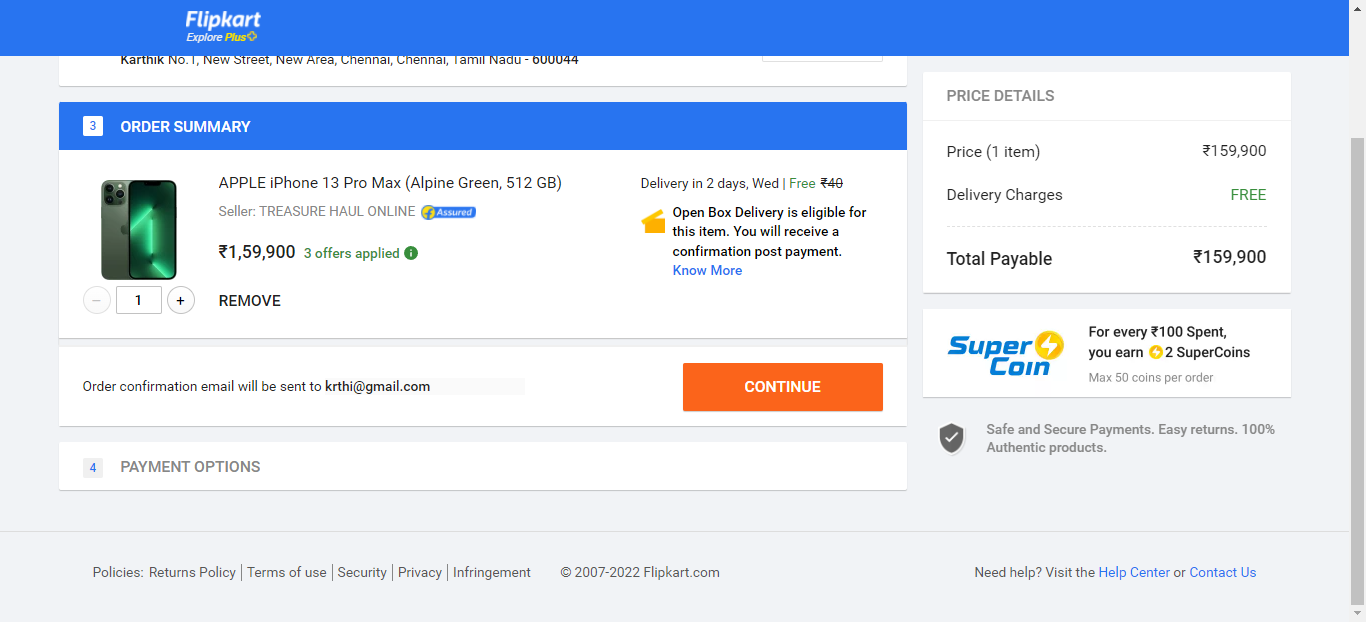 Flipkart
Explore Plus
Karthik No.1, New Street, New Area, Chennai, Chennai, Tamil Nadu - 600044
3 ORDER SUMMARY
APPLE iPhone 13 Pro Max (Alpine Green, 512 GB)
Seller: TREASURE HAUL ONLINE Assured
₹1,59,900 3 offers applied
− 1 + REMOVE
Delivery in 2 days, Wed | Free ₹40
Open Box Delivery is eligible for
this item. You will receive a
confirmation post payment.
Know More
Order confirmation email will be sent to krthi@gmail.com
CONTINUE
4 PAYMENT OPTIONS
PRICE DETAILS
Price (1 item) ₹159,900
Delivery Charges FREE
Total Payable ₹159,900
Super
Coin
For every ₹100 Spent,
you earn 2 SuperCoins
Max 50 coins per order
Safe and Secure Payments. Easy returns. 100%
Authentic products.
Policies: Returns Policy | Terms of use | Security | Privacy | Infringement © 2007-2022 Flipkart.com
Need help? Visit the Help Center or Contact Us